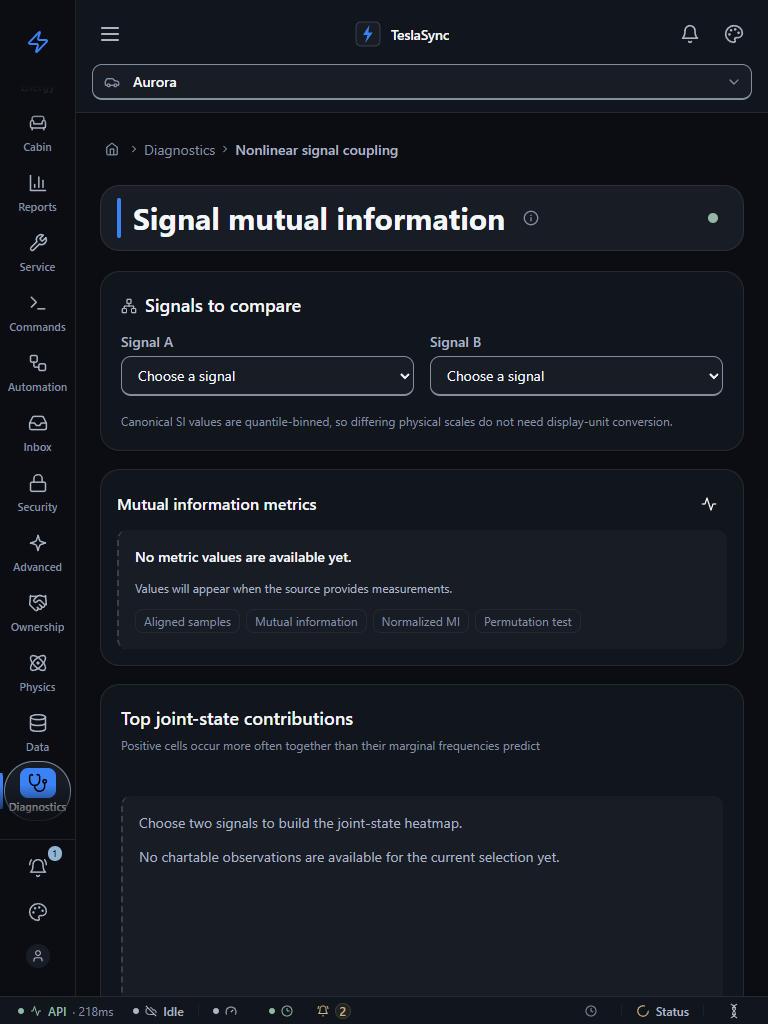 TeslaSync
Aurora
Energy
Cabin
Reports
Service
Commands
Automation
Inbox
Security
Advanced
Ownership
Physics
Data
Diagnostics
1
Diagnostics
Nonlinear signal coupling
Signal mutual information
Signals to compare
Signal A
Signal B
Choose a signal
Choose a signal
Canonical SI values are quantile-binned, so differing physical scales do not need display-unit conversion.
Mutual information metrics
No metric values are available yet.
Values will appear when the source provides measurements.
Aligned samples
Mutual information
Normalized MI
Permutation test
Top joint-state contributions
Positive cells occur more often together than their marginal frequencies predict
Choose two signals to build the joint-state heatmap.
No chartable observations are available for the current selection yet.
API · 218ms
Idle
2
Status